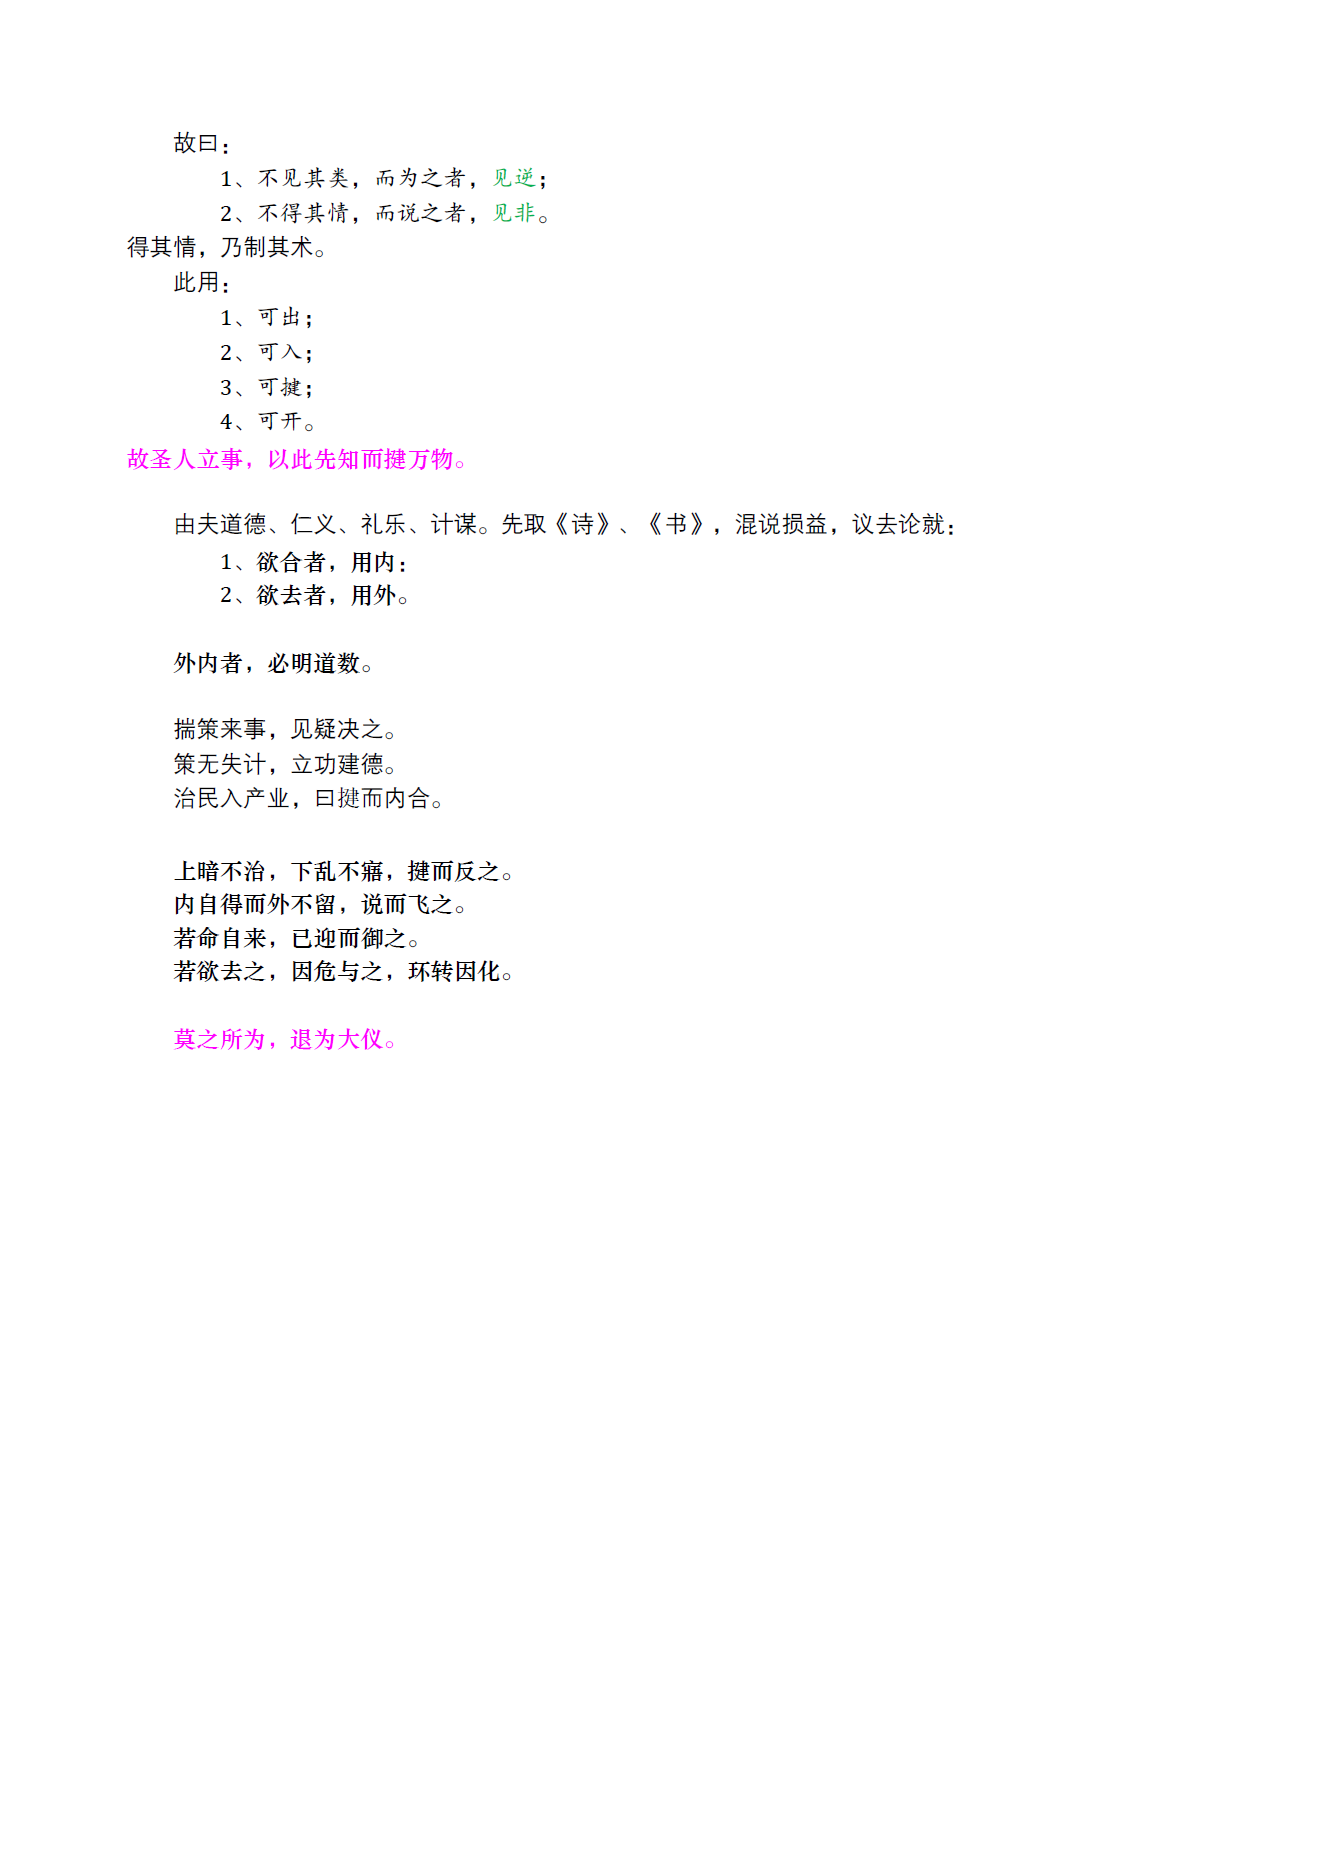 故曰：
1、不见其类，而为之者，见逆；
2、不得其情，而说之者，见非。
得其情，乃制其术。
此用：
1、可出；
2、可入；
3、可揵；
4、可开。
故圣人立事，以此先知而揵万物。
由夫道德、仁义、礼乐、计谋。先取《诗》、《书》，混说损益，议去论就：
1、欲合者，用内：
2、欲去者，用外。
外内者，必明道数。
揣策来事，见疑决之。
策无失计，立功建德。
治民入产业，曰揵而内合。
上暗不治，下乱不寤，揵而反之。
内自得而外不留，说而飞之。
若命自来，已迎而御之。
若欲去之，因危与之，环转因化。
莫之所为，退为大仪。